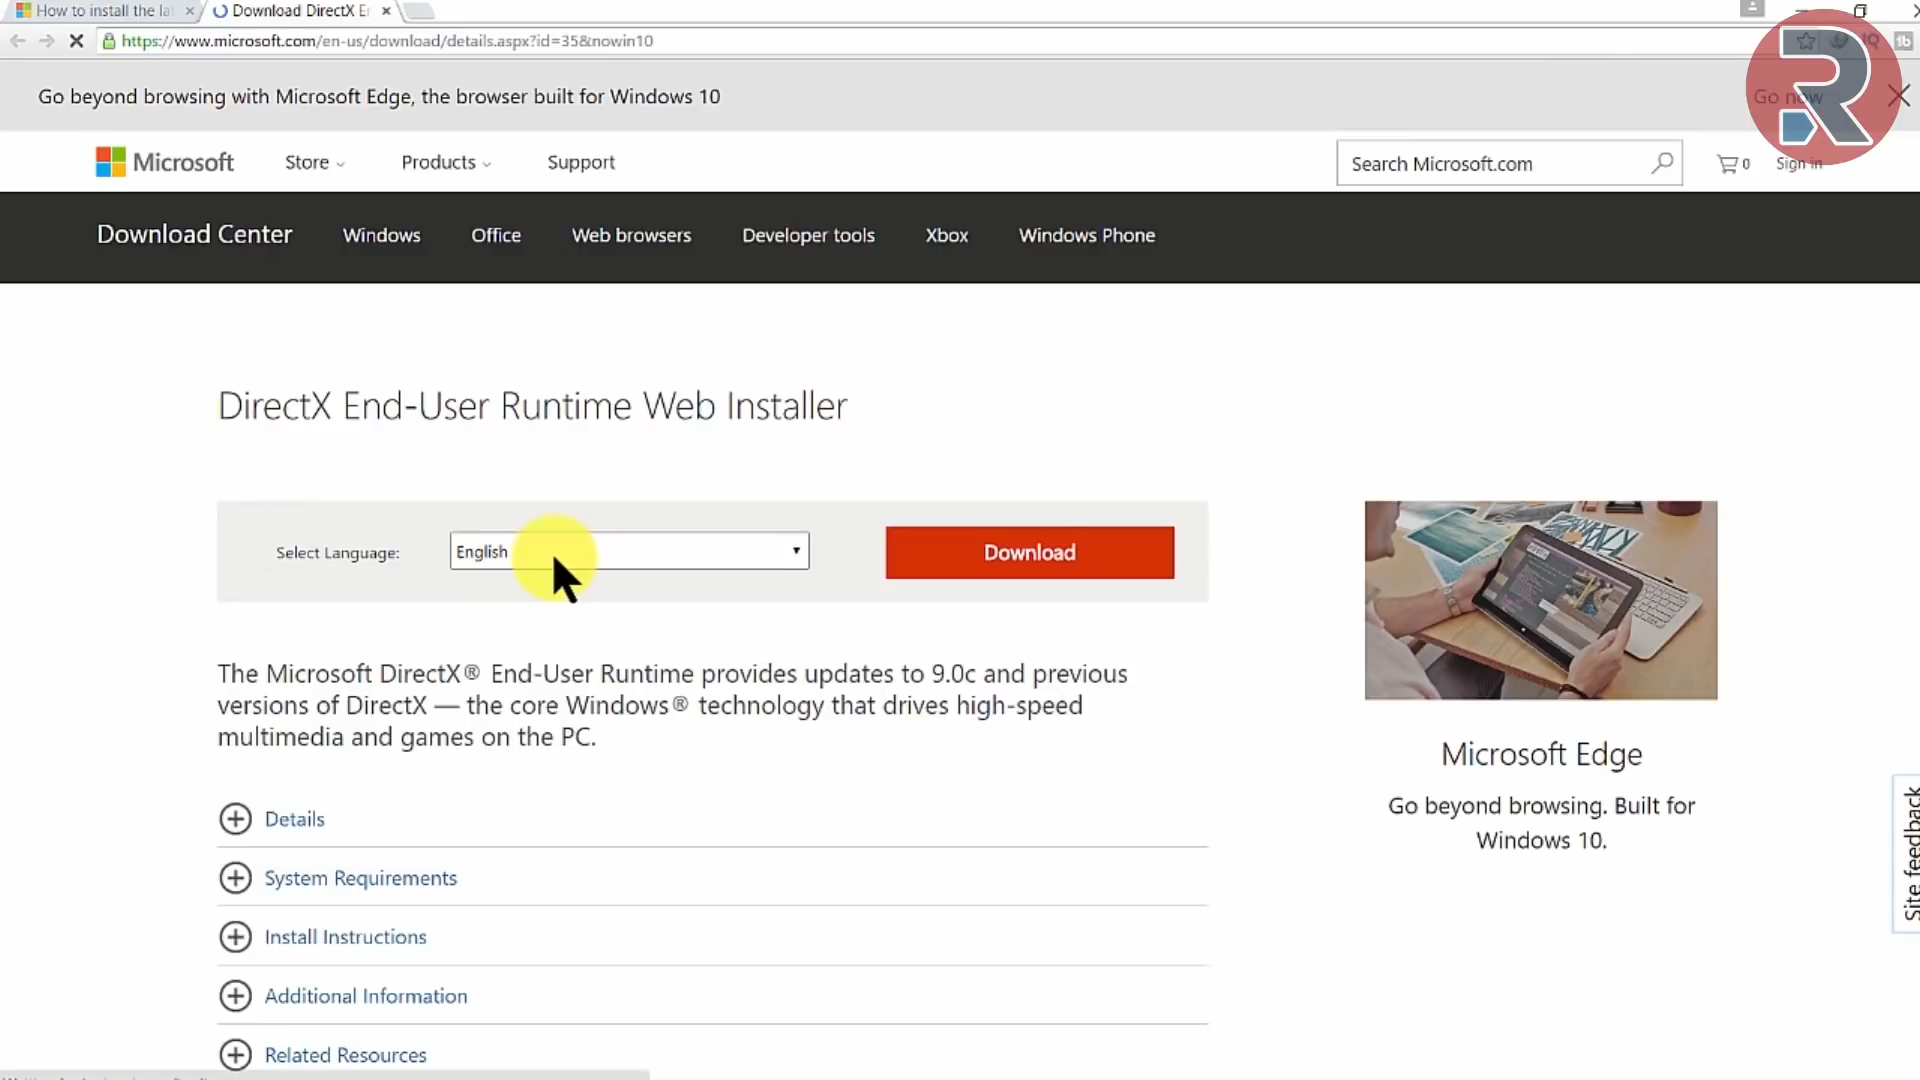 How to install the la
Download DirectX E
https://www.microsoft.com/en-us/download/details.aspx?id=35&nowin10
Go beyond browsing with Microsoft Edge, the browser built for Windows 10
Go now
Microsoft
Store
Products
Support
Search Microsoft.com
0
Sign in
Download Center
Windows
Office
Web browsers
Developer tools
Xbox
Windows Phone
DirectX End-User Runtime Web Installer
Select Language:
English
Download
The Microsoft DirectX® End-User Runtime provides updates to 9.0c and previous
versions of DirectX — the core Windows® technology that drives high-speed
multimedia and games on the PC.
Microsoft Edge
Go beyond browsing. Built for
Windows 10.
Details
System Requirements
Install Instructions
Additional Information
Related Resources
Site feedback